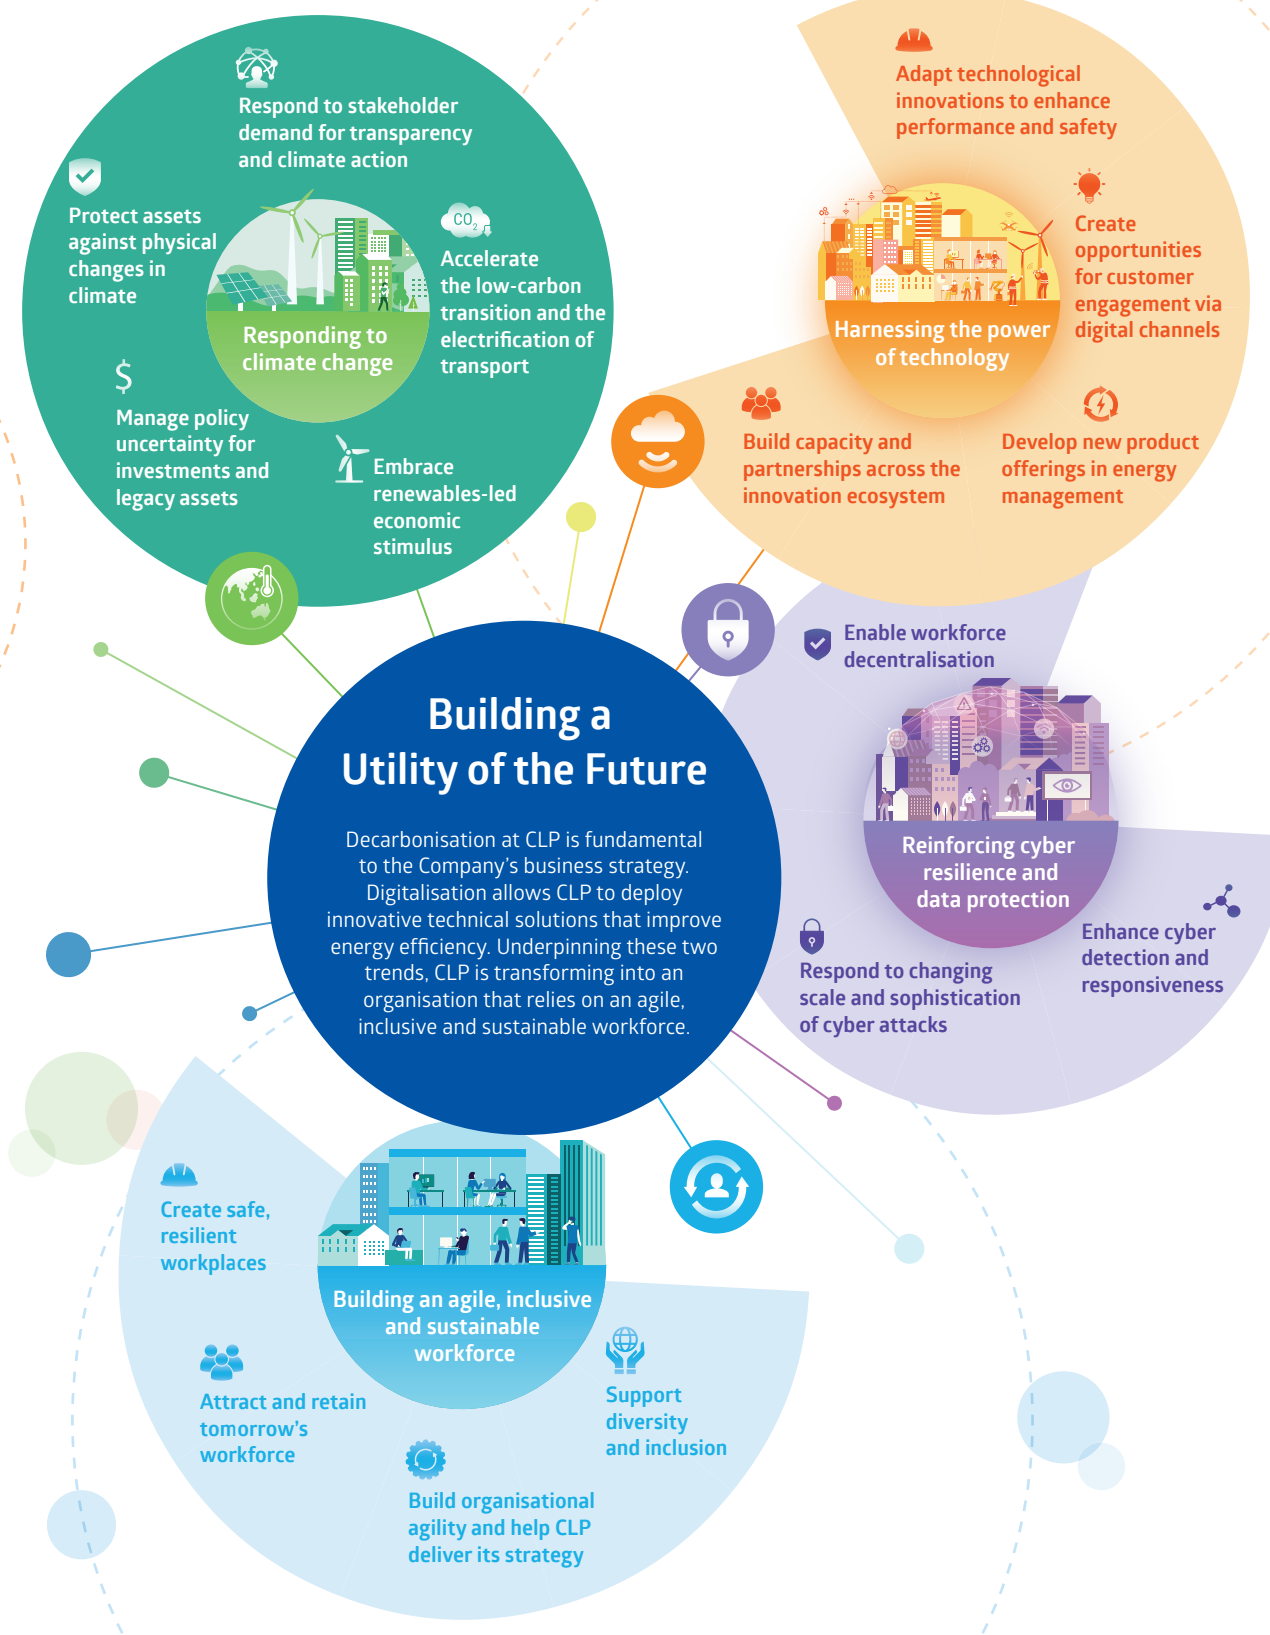 Respond to stakeholder
demand for transparency
and climate action
Protect assets
against physical
changes in
climate
CO2
Accelerate
the low-carbon
transition and the
electrification of
transport
Responding to
climate change
$
Manage policy
uncertainty for
investments and
legacy assets
Embrace
renewables-led
economic
stimulus
Adapt technological
innovations to enhance
performance and safety
Create
opportunities
for customer
engagement via
digital channels
Harnessing the power
of technology
Build capacity and
partnerships across the
innovation ecosystem
Develop new product
offerings in energy
management
Enable workforce
decentralisation
Reinforcing cyber
resilience and
data protection
Respond to changing
scale and sophistication
of cyber attacks
Enhance cyber
detection and
responsiveness
Building a
Utility of the Future
Decarbonisation at CLP is fundamental
to the Company's business strategy.
Digitalisation allows CLP to deploy
innovative technical solutions that improve
energy efficiency. Underpinning these two
trends, CLP is transforming into an
organisation that relies on an agile,
inclusive and sustainable workforce.
Create safe,
resilient
workplaces
Building an agile, inclusive
and sustainable
workforce
Attract and retain
tomorrow's
workforce
Support
diversity
and inclusion
Build organisational
agility and help CLP
deliver its strategy